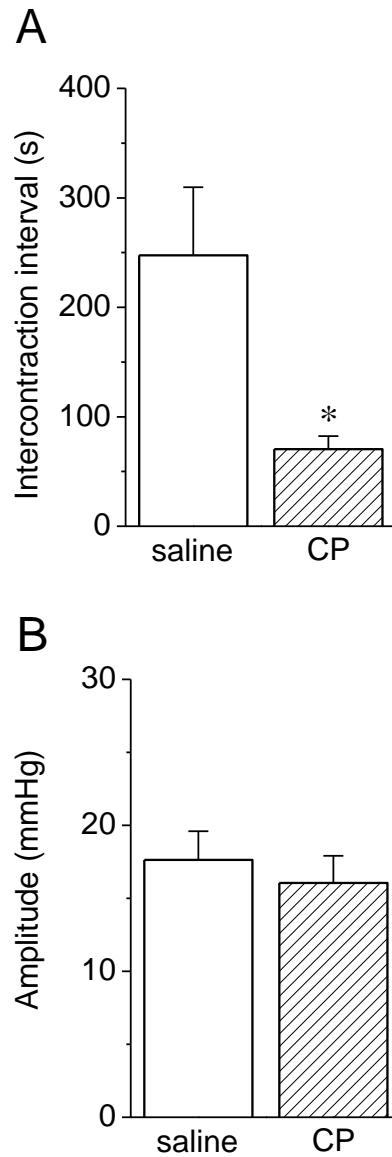 A
Intercontraction interval (s)
400
300
200
100
0
*
saline CP
B
Amplitude (mmHg)
30
20
10
0
saline CP